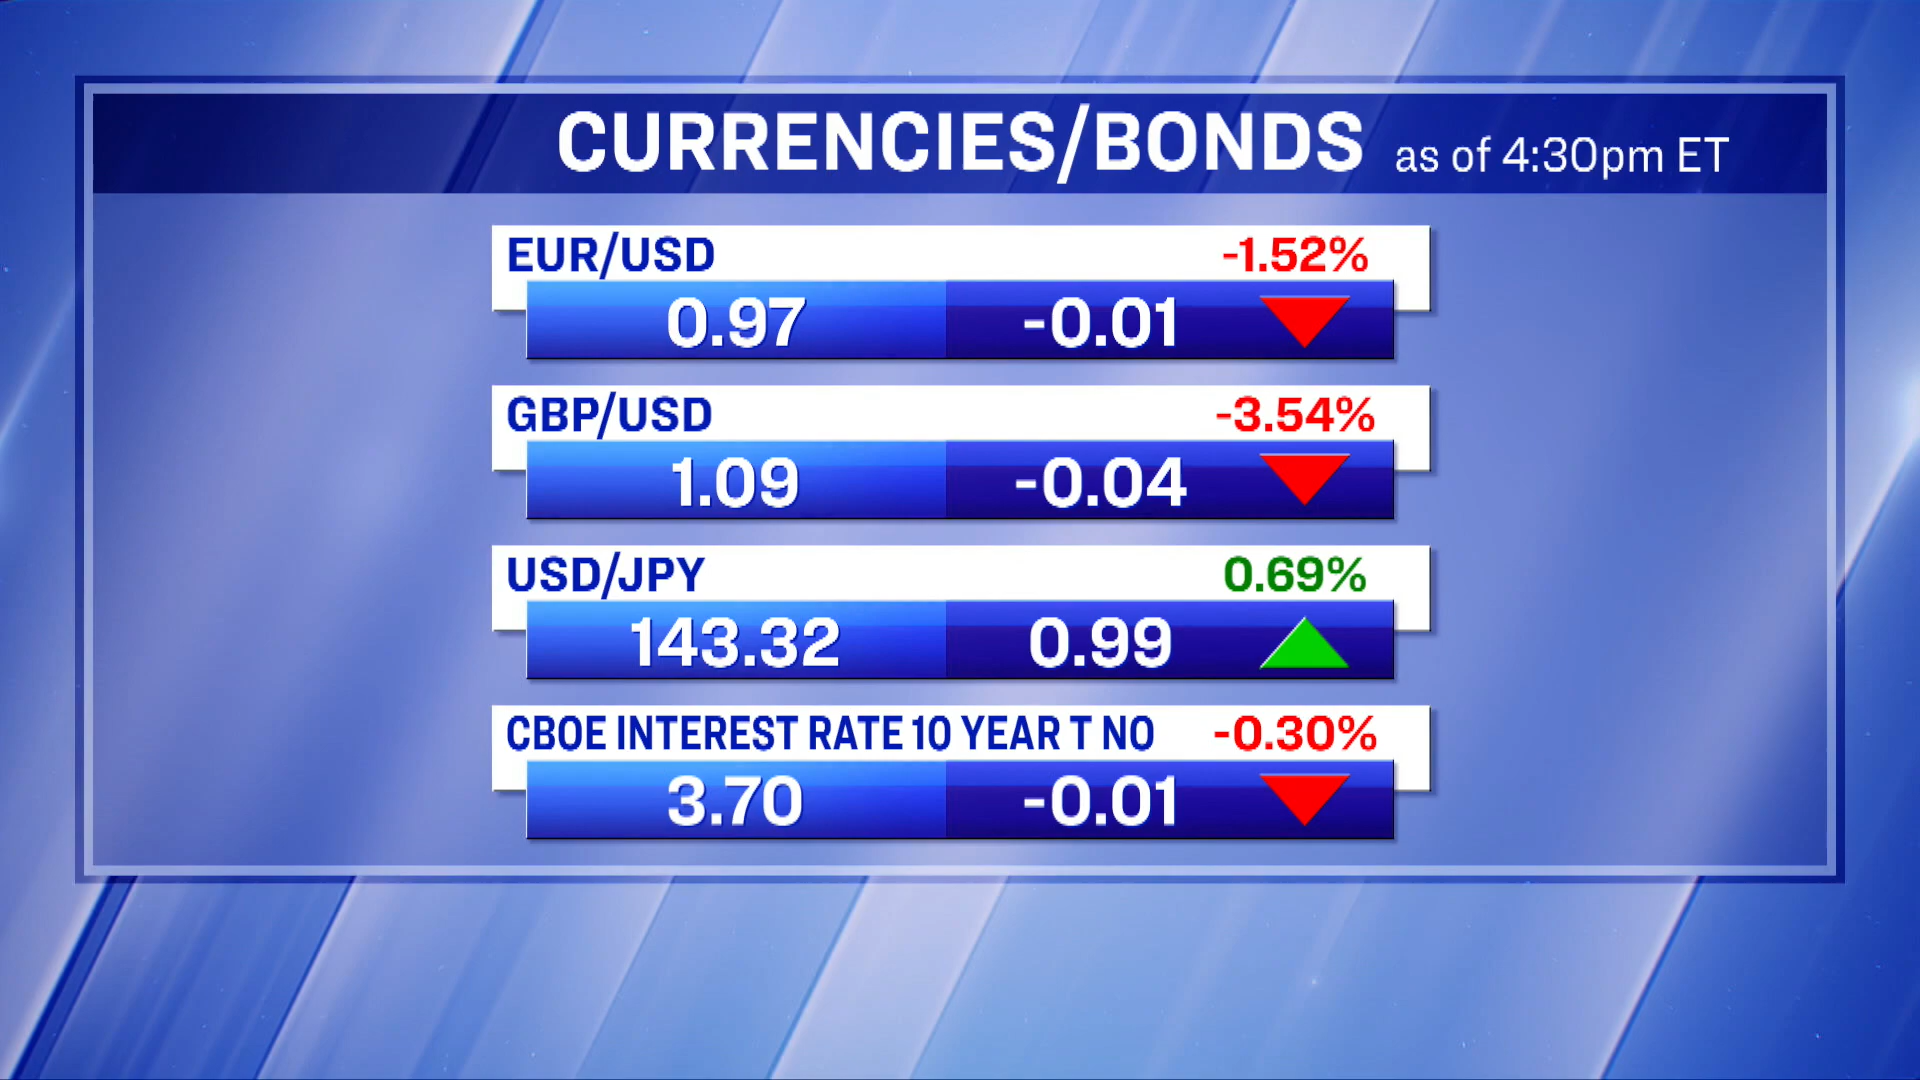 CURRENCIES/BONDS as of 4:30pm ET
EUR/USD -1.52%
0.97 -0.01
GBP/USD -3.54%
1.09 -0.04
USD/JPY 0.69%
143.32 0.99
CBOE INTEREST RATE 10 YEAR T NO -0.30%
3.70 -0.01